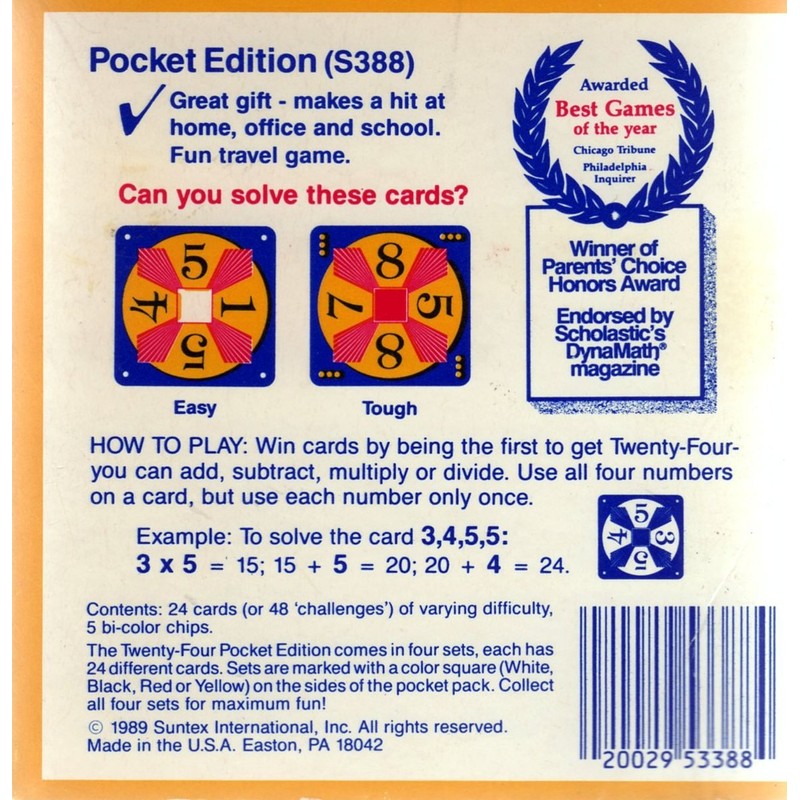 Pocket Edition (S388)
Great gift - makes a hit at
home, office and school.
Fun travel game.
Can you solve these cards?
Awarded
Best Games
of the year
Chicago Tribune
Philadelphia
Inquirer
Winner of
Parents' Choice
Honors Award
Endorsed by
Scholastic's
DynaMath®
magazine
5
4 1
5
Easy
8
7 5
8
Tough
HOW TO PLAY: Win cards by being the first to get Twenty-Four-
you can add, subtract, multiply or divide. Use all four numbers
on a card, but use each number only once.
Example: To solve the card 3,4,5,5:
3 x 5 = 15; 15 + 5 = 20; 20 + 4 = 24.
5
4 3
5
Contents: 24 cards (or 48 'challenges') of varying difficulty,
5 bi-color chips.
The Twenty-Four Pocket Edition comes in four sets, each has
24 different cards. Sets are marked with a color square (White,
Black, Red or Yellow) on the sides of the pocket pack. Collect
all four sets for maximum fun!
© 1989 Suntex International, Inc. All rights reserved.
Made in the U.S.A. Easton, PA 18042
20029 53388